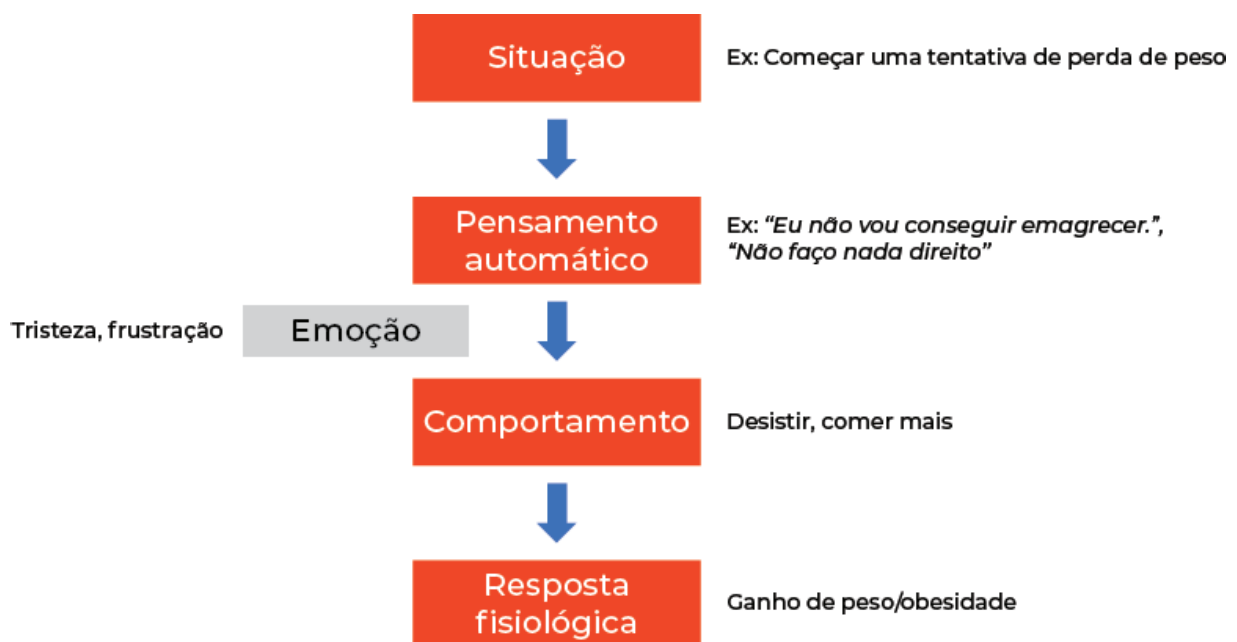 Situação
Ex: Começar uma tentativa de perda de peso
Pensamento
automático
Ex: “Eu não vou conseguir emagrecer.”,
“Não faço nada direito”
Tristeza, frustração
Emoção
Comportamento
Desistir, comer mais
Resposta
fisiológica
Ganho de peso/obesidade